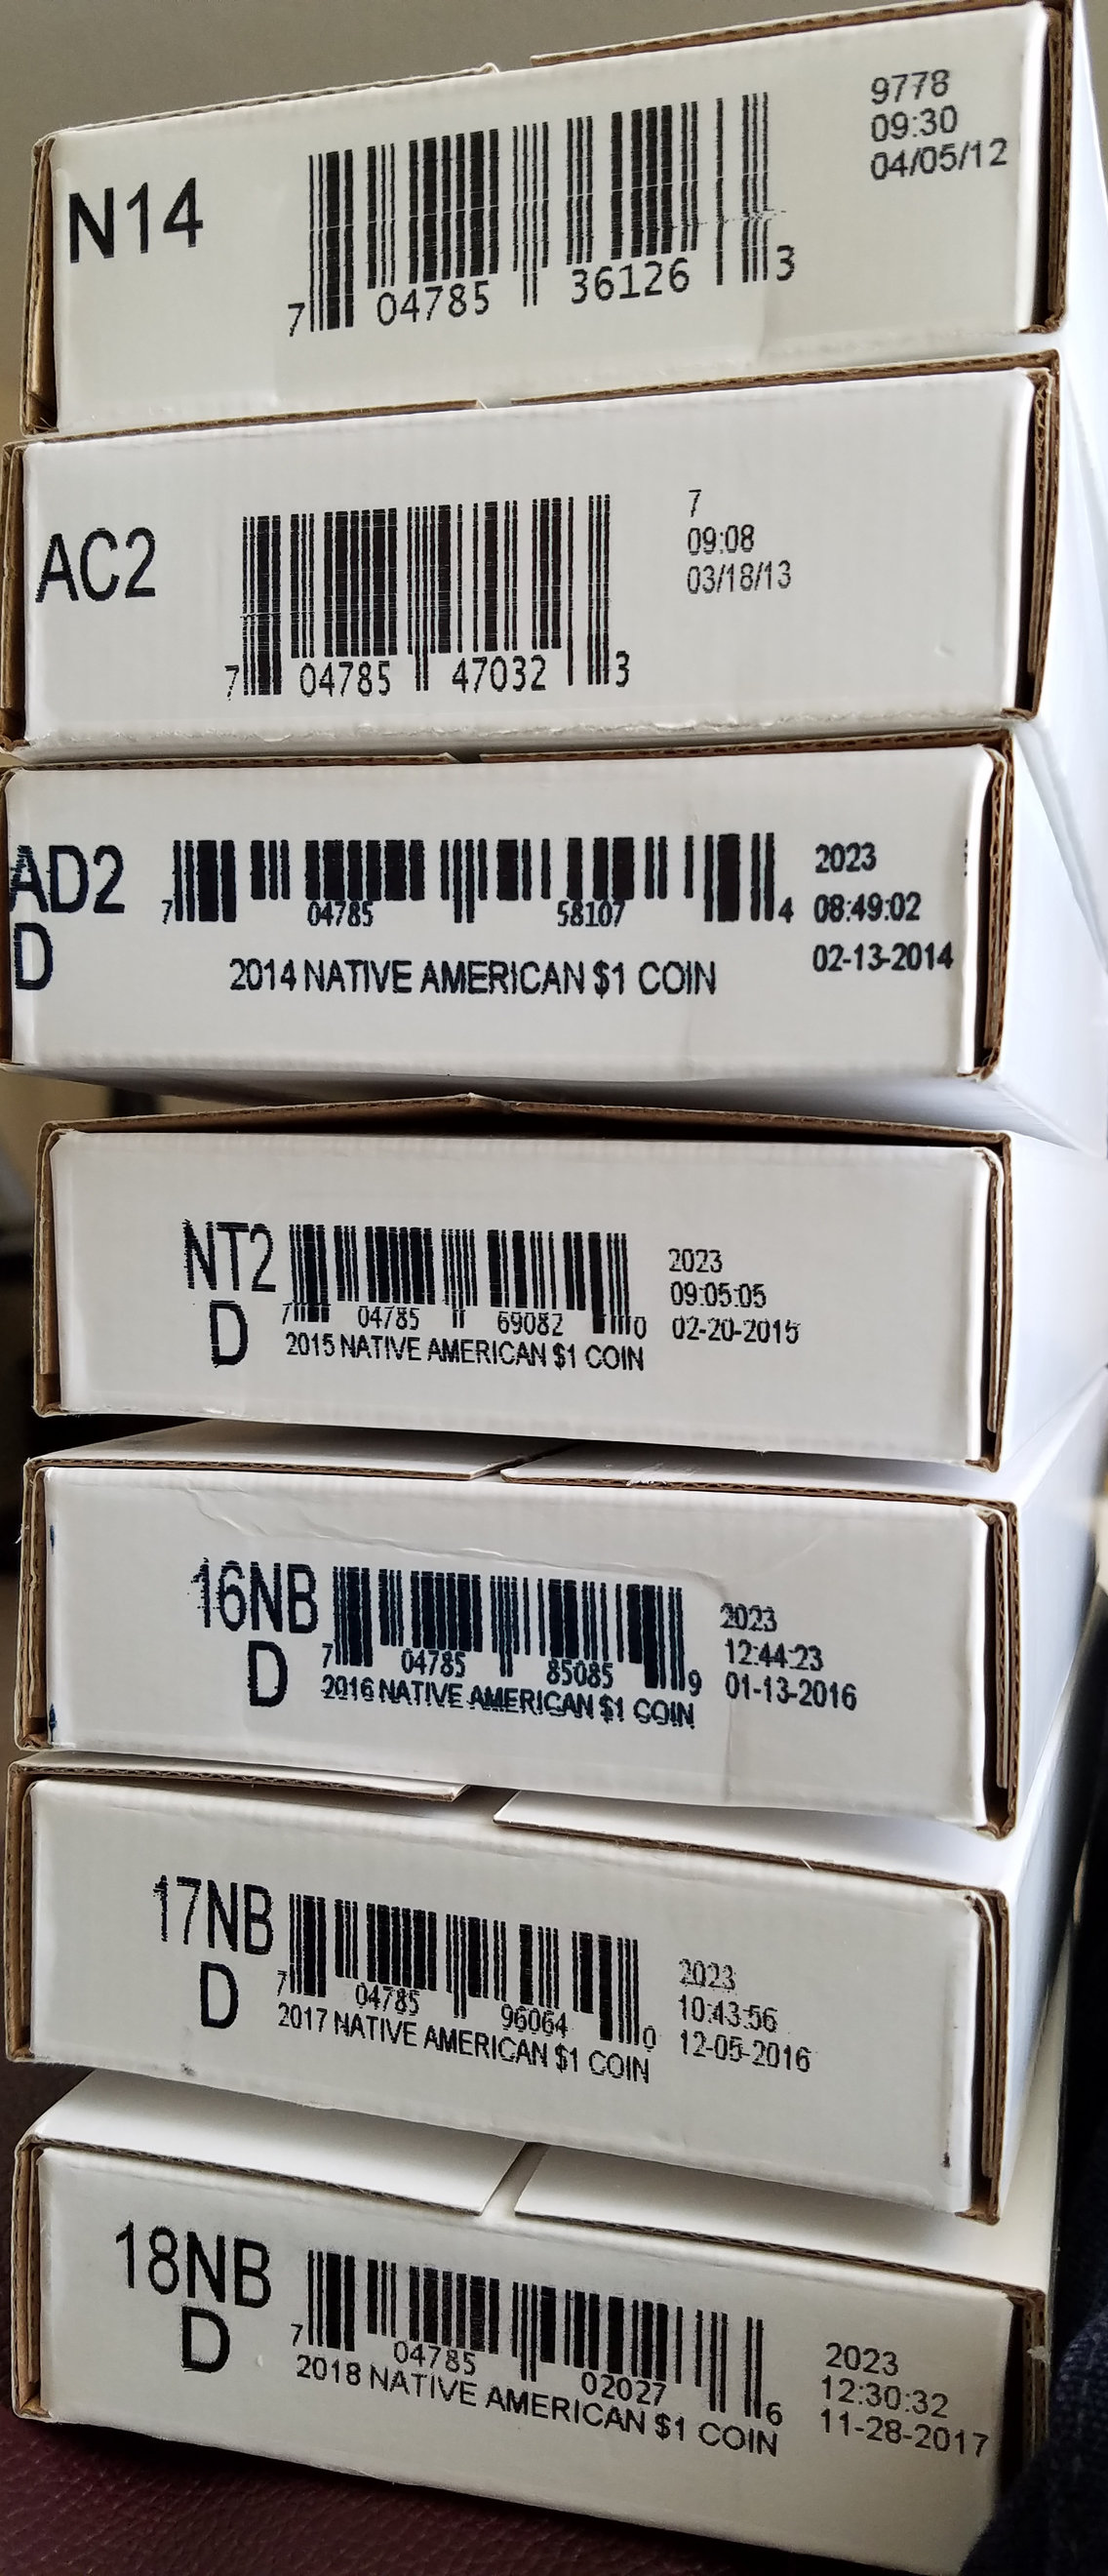 N14
7 04785 36126 3
9778
09:30
04/05/12
AC2
7 04785 47032 3
7
09:08
03/18/13
AD2
D
7 04785 58107 4
2014 NATIVE AMERICAN $1 COIN
2023
08:49:02
02-13-2014
NT2
D
7 04785 69082 0
2015 NATIVE AMERICAN $1 COIN
2023
09:05:05
02-20-2015
16NB
D
7 04785 85085 9
2016 NATIVE AMERICAN $1 COIN
2023
12:44:23
01-13-2016
17NB
D
7 04785 96064 0
2017 NATIVE AMERICAN $1 COIN
2023
10:43:56
12-05-2016
18NB
D
7 04785 02027 6
2018 NATIVE AMERICAN $1 COIN
2023
12:30:32
11-28-2017